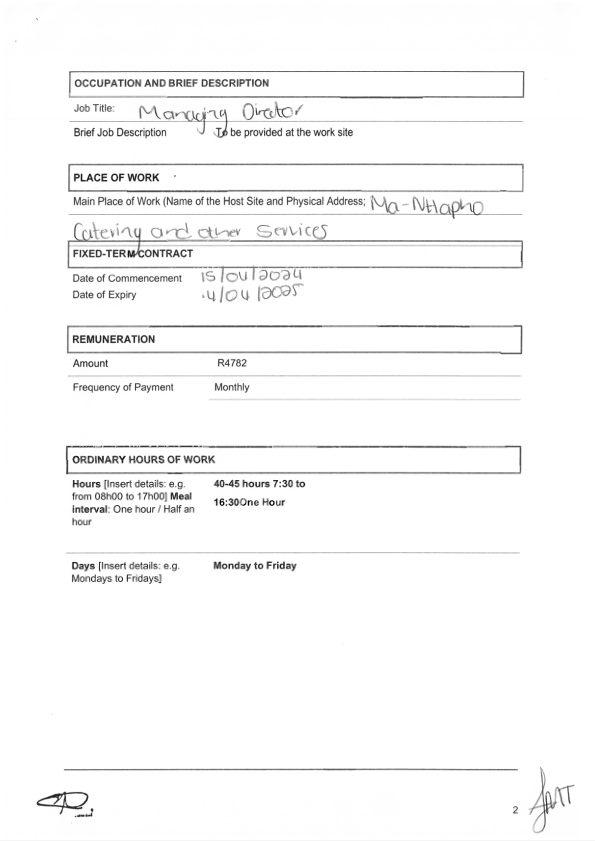 OCCUPATION AND BRIEF DESCRIPTION
Job Title: Managing Director
Brief Job Description To be provided at the work site
PLACE OF WORK
Main Place of Work (Name of the Host Site and Physical Address; Ma-Ntlapho
Catering and other Services
FIXED-TERM CONTRACT
Date of Commencement 15/04/2024
Date of Expiry 14/04/2025
REMUNERATION
Amount R4782
Frequency of Payment Monthly
ORDINARY HOURS OF WORK
Hours [Insert details: e.g. 40-45 hours 7:30 to
from 08h00 to 17h00] Meal 16:30One Hour
interval: One hour / Half an
hour
Days [Insert details: e.g. Monday to Friday
Mondays to Fridays]
2